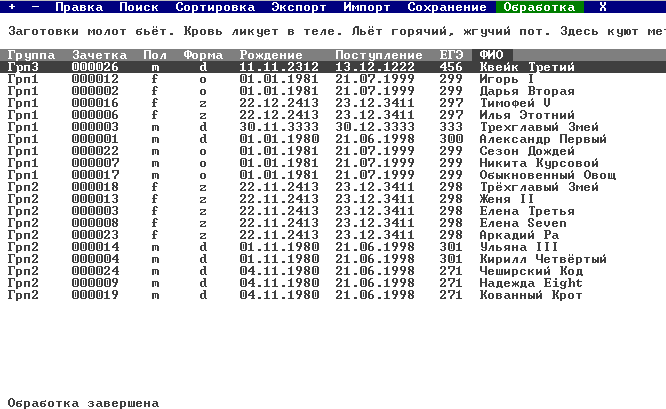 + − Правка Поиск Сортировка Экспорт Импорт Сохранение Обработка X
Заготовки молот бьёт. Кровь ликует в теле. Льёт горячий, жгучий пот. Здесь куют ме
Группа Зачетка Пол Форма Рождение Поступление ЕГЭ ФИО
Грп3 000026 m d 11.11.2312 13.12.1222 456 Квейк Третий
Грп1 000012 f o 01.01.1981 21.07.1999 299 Игорь I
Грп1 000002 f o 01.01.1981 21.07.1999 299 Дарья Вторая
Грп1 000016 f z 22.12.2413 23.12.3411 297 Тимофей V
Грп1 000006 f z 22.12.2413 23.12.3411 297 Илья Этотний
Грп1 000003 m d 30.11.3333 30.12.3333 333 Трехглавый Змей
Грп1 000001 m d 01.01.1980 21.06.1998 300 Александр Первый
Грп1 000022 m o 01.01.1981 21.07.1999 299 Сезон Дождей
Грп1 000007 m o 01.01.1981 21.07.1999 299 Никита Курсовой
Грп1 000017 m o 01.01.1981 21.07.1999 299 Обыкновенный Овощ
Грп2 000018 f z 22.11.2413 23.12.3411 298 Трёхглавый Змей
Грп2 000013 f z 22.11.2413 23.12.3411 298 Женя II
Грп2 000003 f z 22.11.2413 23.12.3411 298 Елена Третья
Грп2 000008 f z 22.11.2413 23.12.3411 298 Елена Seven
Грп2 000023 f z 22.11.2413 23.12.3411 298 Аркадий Ра
Грп2 000014 m d 01.11.1980 21.06.1998 301 Ульяна III
Грп2 000004 m d 01.11.1980 21.06.1998 301 Кирилл Четвёртый
Грп2 000024 m d 04.11.1980 21.06.1998 271 Чеширский Код
Грп2 000009 m d 04.11.1980 21.06.1998 271 Надежда Eight
Грп2 000019 m d 04.11.1980 21.06.1998 271 Кованный Крот
Обработка завершена